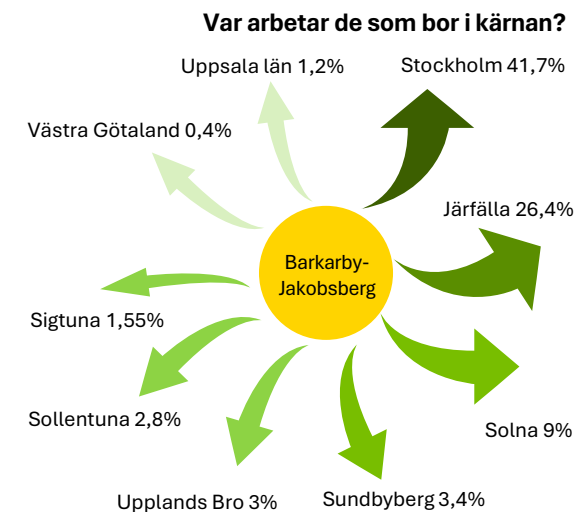 Var arbetar de som bor i kärnan?
Uppsala län 1,2%
Stockholm 41,7%
Västra Götaland 0,4%
Järfälla 26,4%
Barkarby-
Jakobsberg
Sigtuna 1,55%
Sollentuna 2,8%
Solna 9%
Upplands Bro 3%
Sundbyberg 3,4%